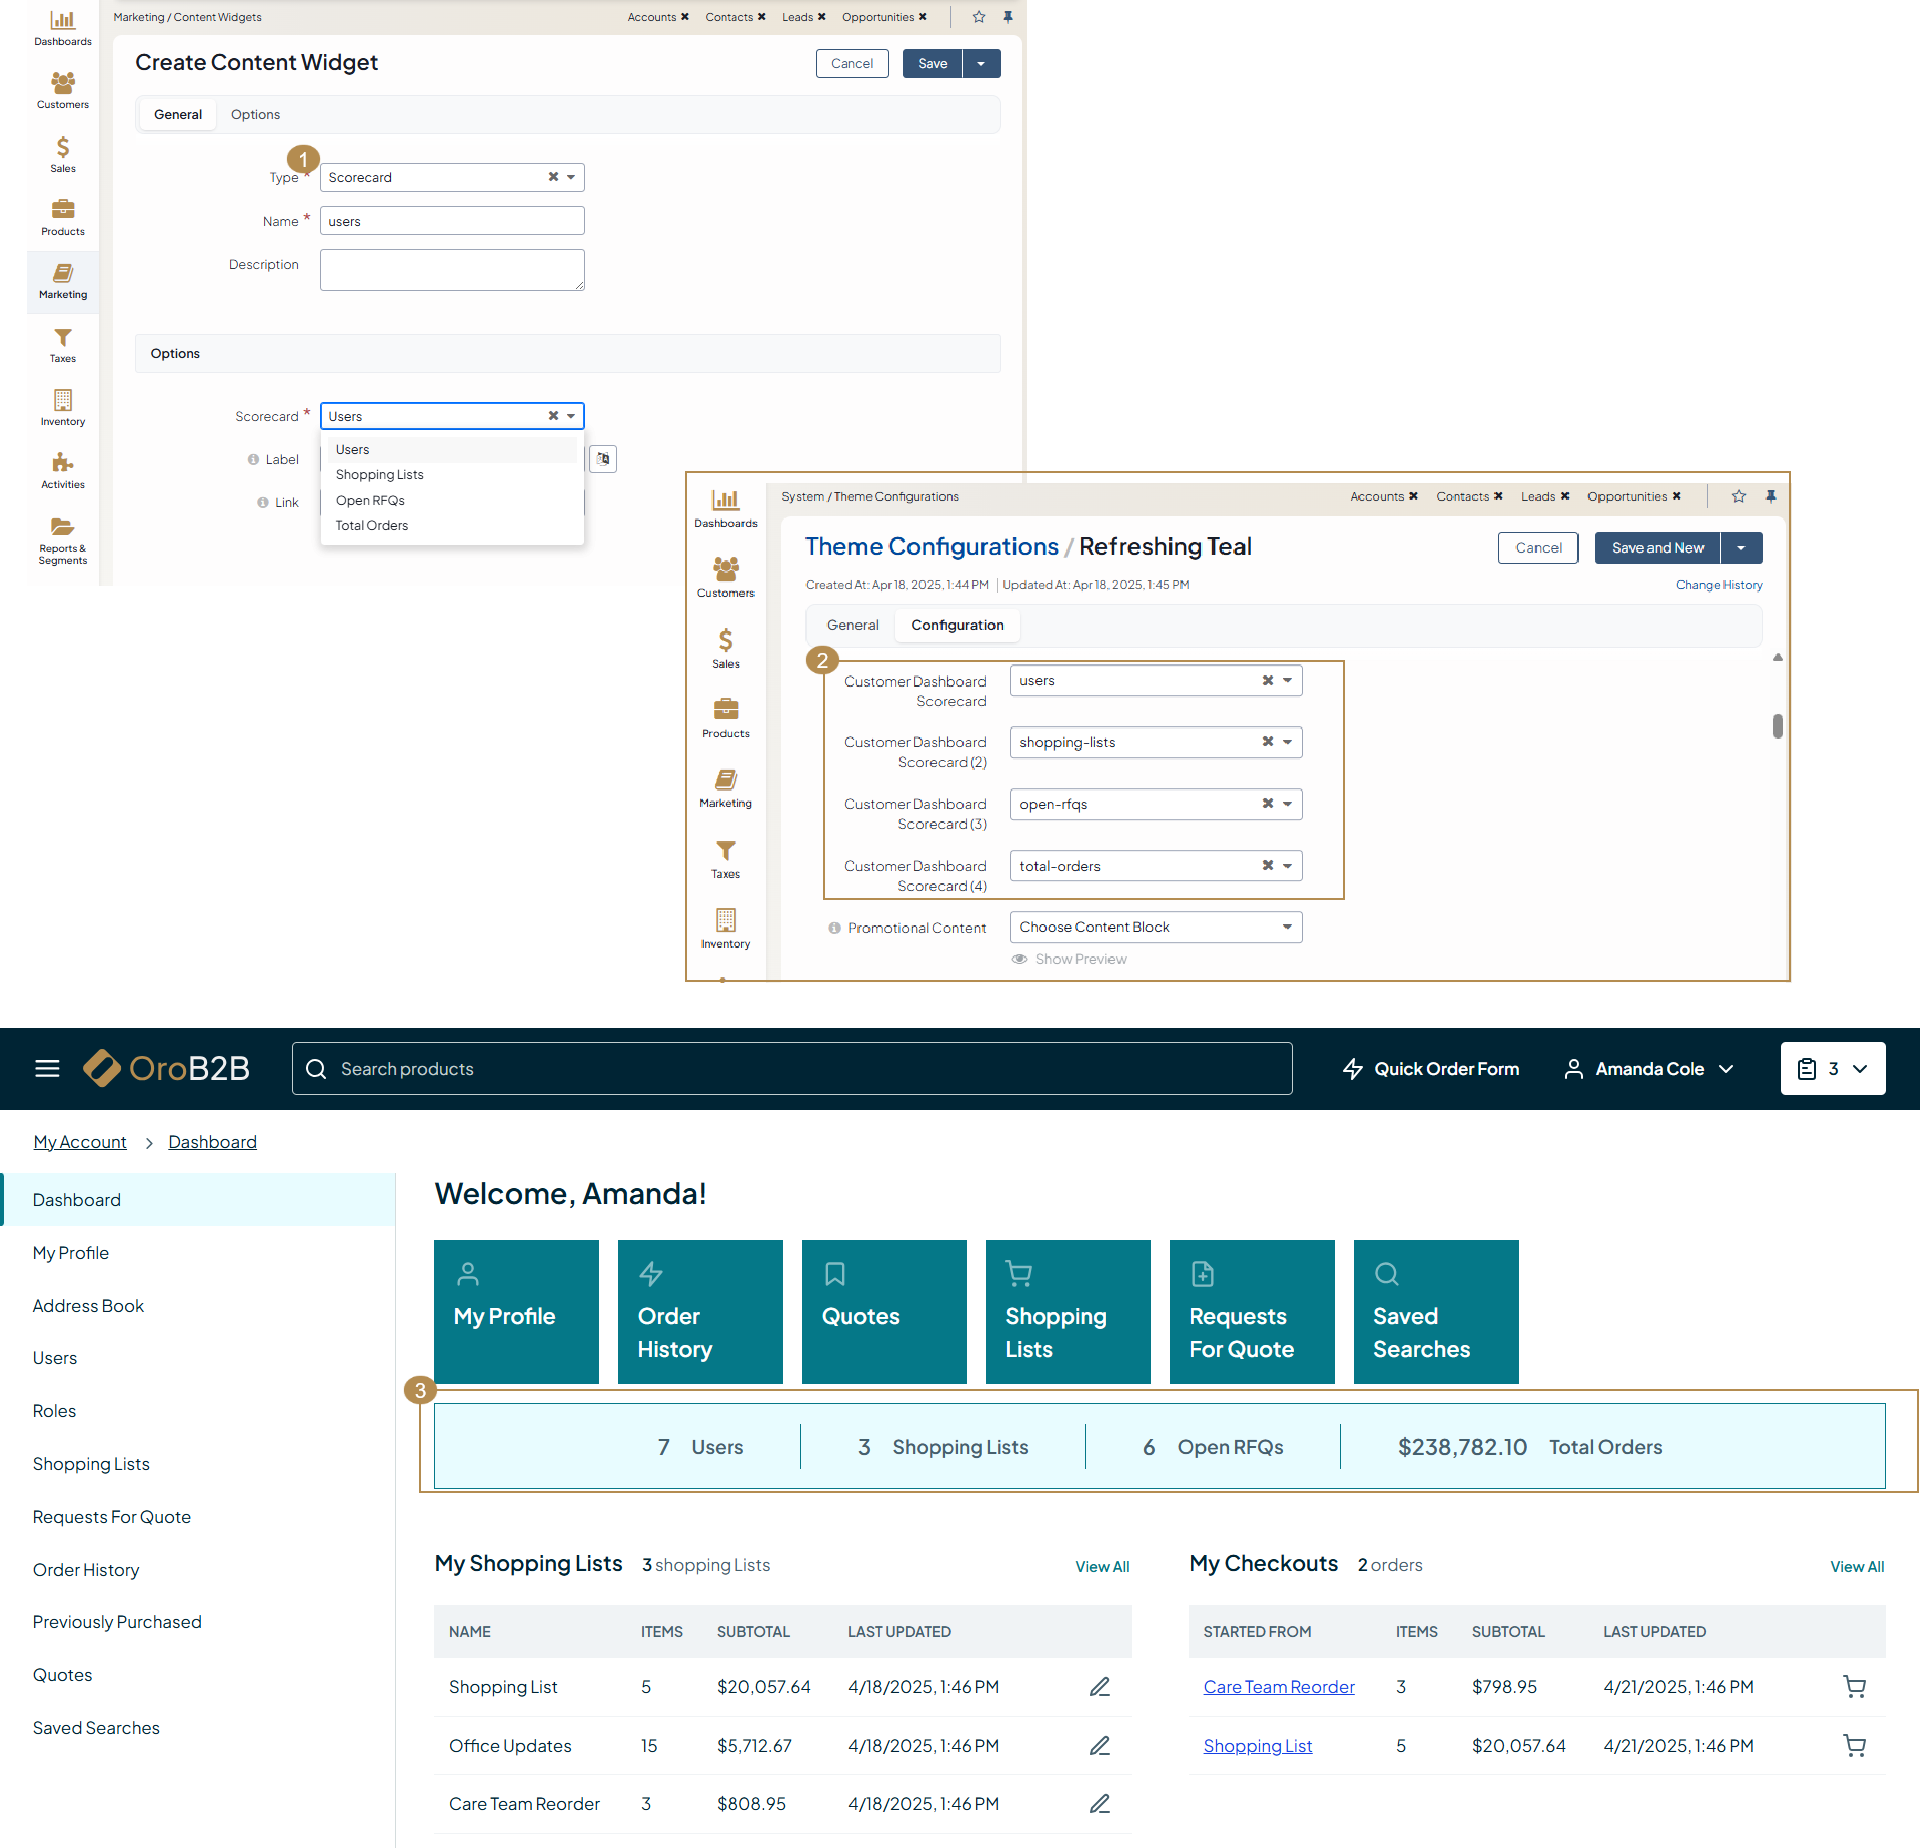 Marketing / Content Widgets
Accounts ✖ Contacts ✖ Leads ✖ Opportunities ✖
Dashboards
Customers
Sales
Products
Marketing
Taxes
Inventory
Activities
Reports &
Segments
Create Content Widget
Cancel
Save
General
Options
1
Type *
Scorecard
Name *
users
Description
Options
Scorecard *
Users
Users
Shopping Lists
Open RFQs
Total Orders
Label
Link
System / Theme Configurations
Accounts ✖ Contacts ✖ Leads ✖ Opportunities ✖
Dashboards
Customers
Sales
Products
Marketing
Taxes
Inventory
Theme Configurations / Refreshing Teal
Cancel
Save and New
Created At: Apr 18, 2025, 1:44 PM | Updated At: Apr 18, 2025, 1:45 PM
Change History
General
Configuration
2
Customer Dashboard
Scorecard
users
Customer Dashboard
Scorecard (2)
shopping-lists
Customer Dashboard
Scorecard (3)
open-rfqs
Customer Dashboard
Scorecard (4)
total-orders
Promotional Content
Choose Content Block
Show Preview
OroB2B
Search products
Quick Order Form
Amanda Cole
3
My Account > Dashboard
Dashboard
My Profile
Address Book
Users
Roles
Shopping Lists
Requests For Quote
Order History
Previously Purchased
Quotes
Saved Searches
Welcome, Amanda!
My Profile
Order
History
Quotes
Shopping
Lists
Requests
For Quote
Saved
Searches
3
7 Users
3 Shopping Lists
6 Open RFQs
$238,782.10 Total Orders
My Shopping Lists 3 shopping Lists
View All
NAME ITEMS SUBTOTAL LAST UPDATED
Shopping List 5 $20,057.64 4/18/2025, 1:46 PM
Office Updates 15 $5,712.67 4/18/2025, 1:46 PM
Care Team Reorder 3 $808.95 4/18/2025, 1:46 PM
My Checkouts 2 orders
View All
STARTED FROM ITEMS SUBTOTAL LAST UPDATED
Care Team Reorder 3 $798.95 4/21/2025, 1:46 PM
Shopping List 5 $20,057.64 4/21/2025, 1:46 PM